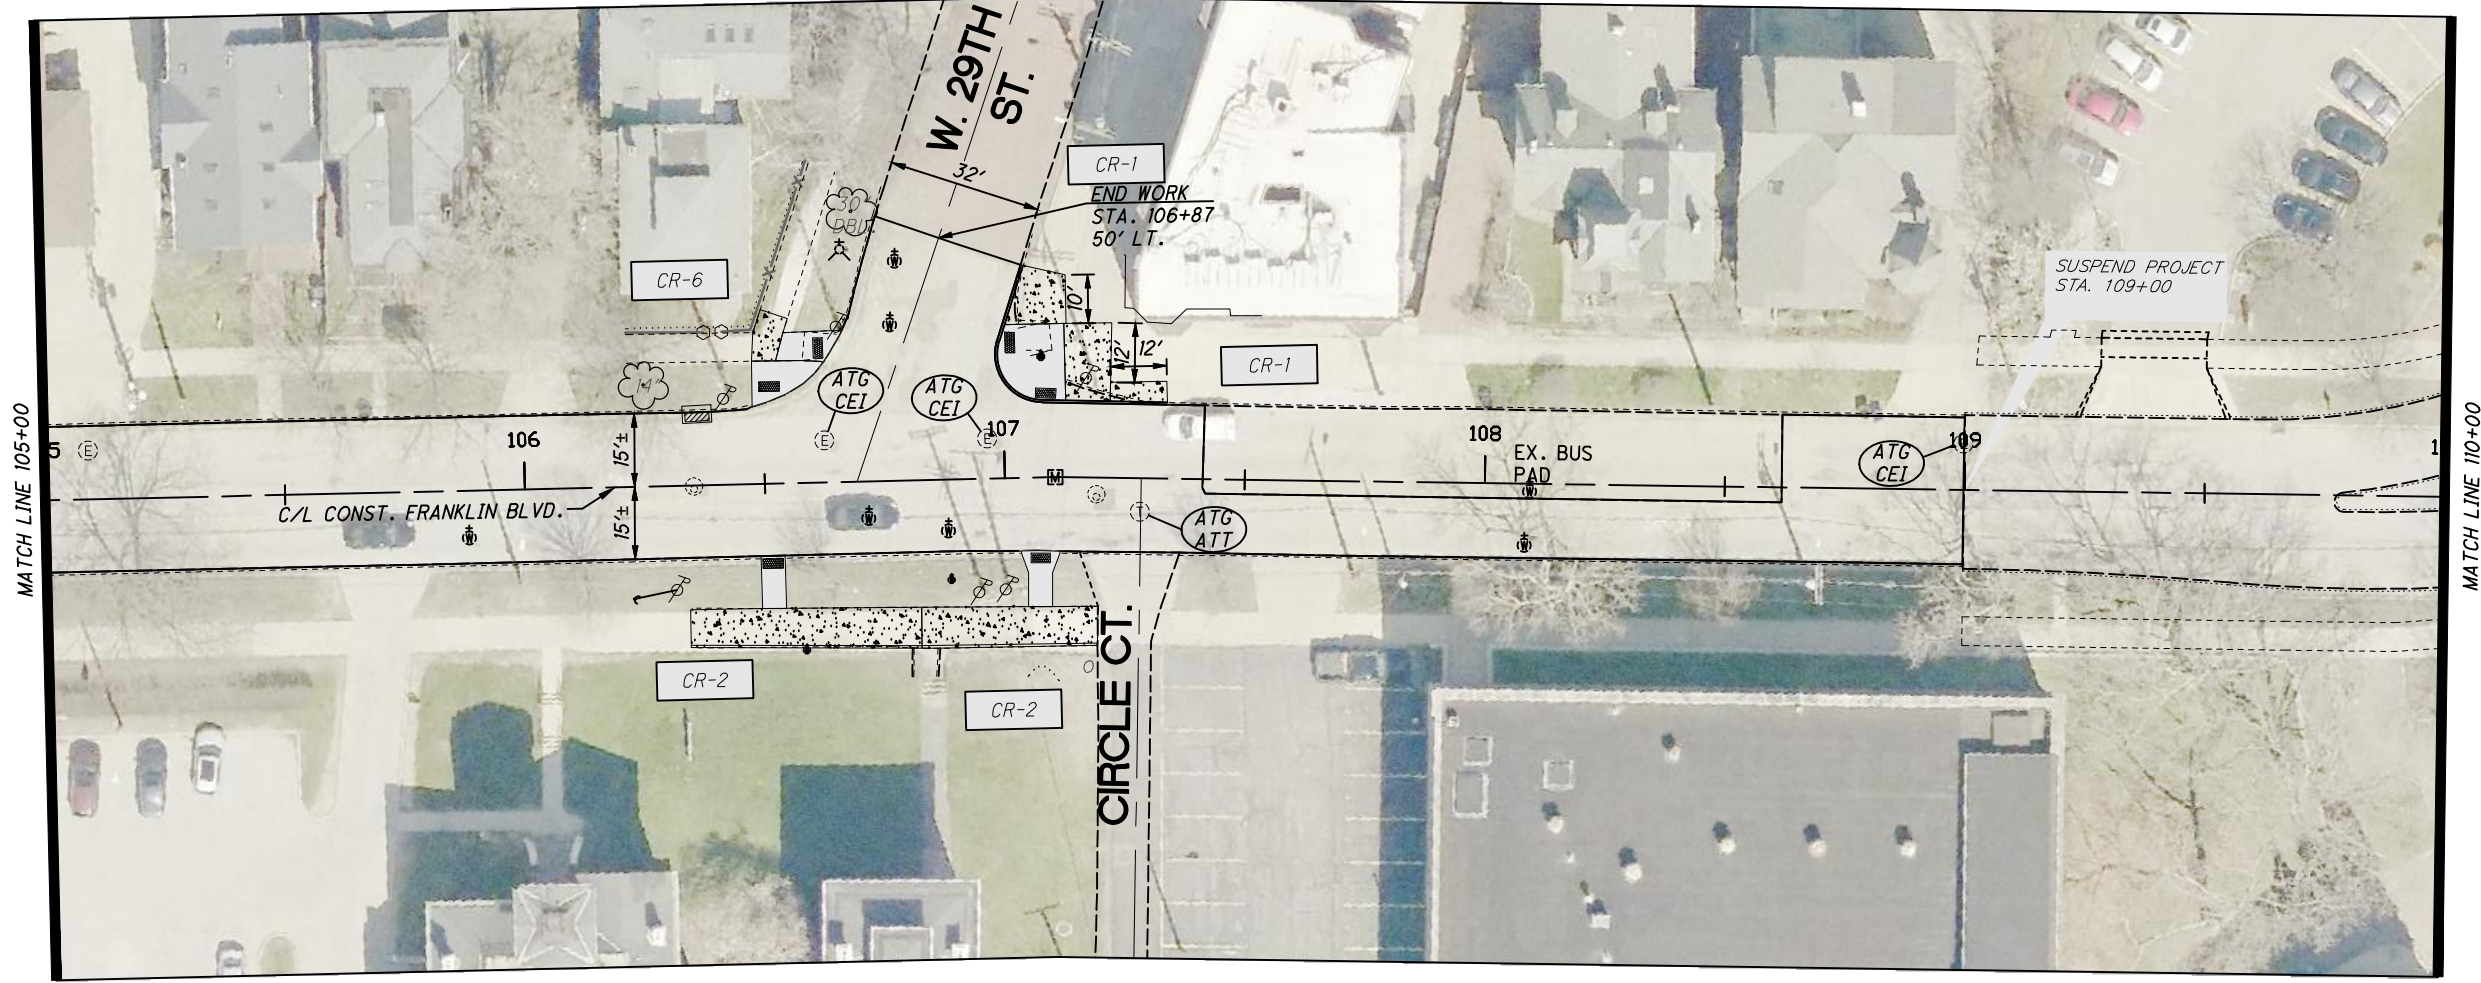 W. 29TH
ST.
32'
CR-1
END WORK
STA. 106+87
50' LT.
30"
DBL
CR-6
SUSPEND PROJECT
STA. 109+00
10'
12'
12'
CR-1
14"
ATG
CEI
ATG
CEI
MATCH LINE 105+00
5
E
106
15'±
E
E
107
108
EX. BUS
PAD
ATG
CEI
109
1
MATCH LINE 110+00
C/L CONST. FRANKLIN BLVD.
15'±
M
W
W
W
W
W
W
W
T
ATG
ATT
CR-2
CR-2
CIRCLE CT.